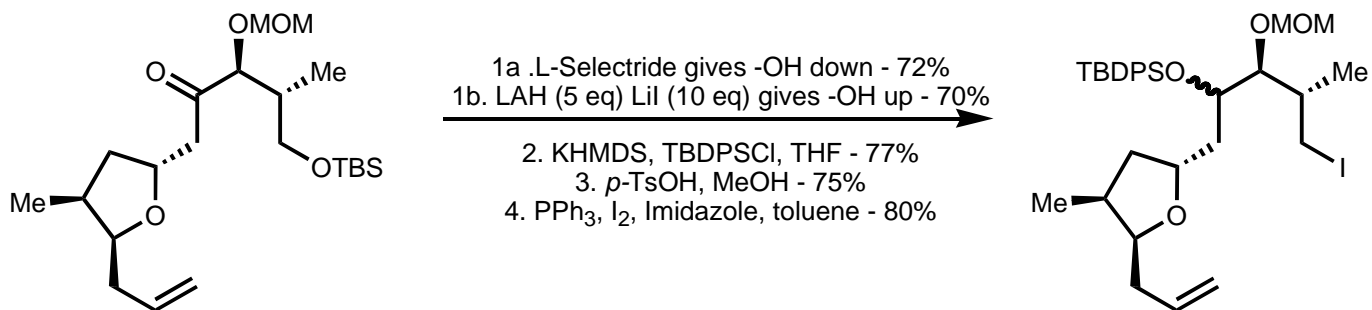 OMOM
O
Me
OTBS
Me
O
1a .L-Selectride gives -OH down - 72%
1b. LAH (5 eq) LiI (10 eq) gives -OH up - 70%
2. KHMDS, TBDPSCl, THF - 77%
3. p-TsOH, MeOH - 75%
4. PPh3, I2, Imidazole, toluene - 80%
OMOM
TBDPSO
Me
I
Me
O